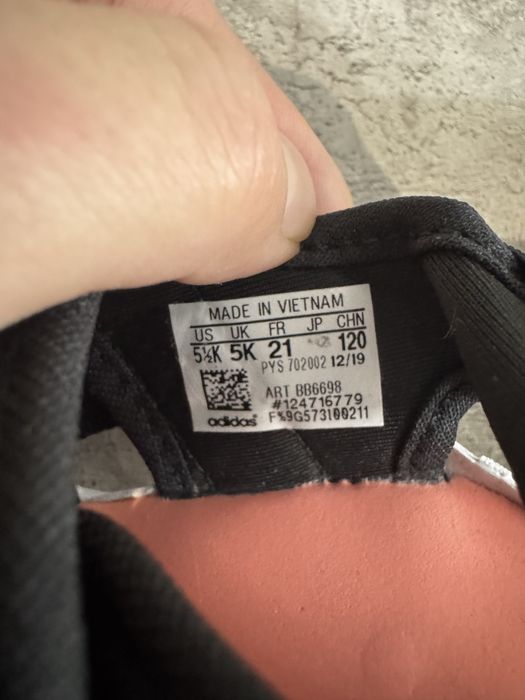 MADE IN VIETNAM
US UK FR JP CHN
5½K 5K 21 120
PYS 702002 12/19
ART BB6698
#124716779
adidas® F%9G573100211